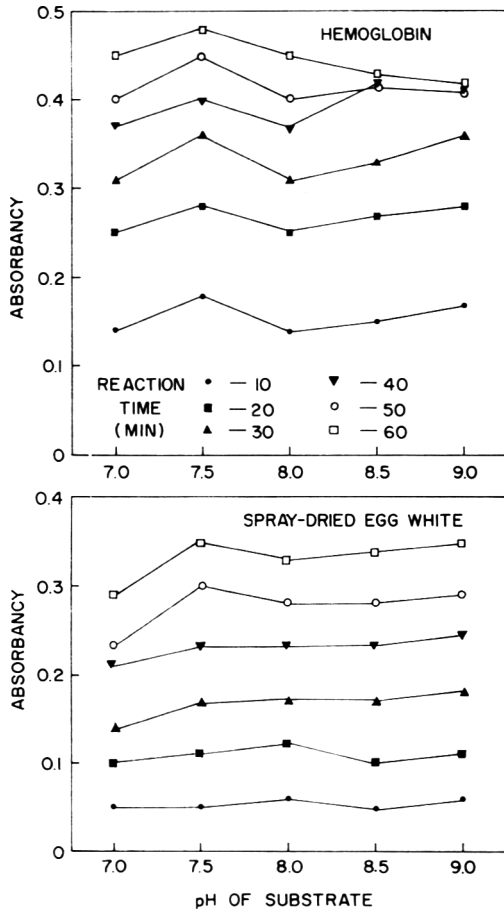 HEMOGLOBIN
ABSORBANCY
0.5
0.4
0.3
0.2
0.1
0
REACTION TIME (MIN)
• — 10
■ — 20
▲ — 30
▼ — 40
○ — 50
□ — 60
7.0 7.5 8.0 8.5 9.0
SPRAY-DRIED EGG WHITE
ABSORBANCY
0.4
0.3
0.2
0.1
0
7.0 7.5 8.0 8.5 9.0
pH OF SUBSTRATE